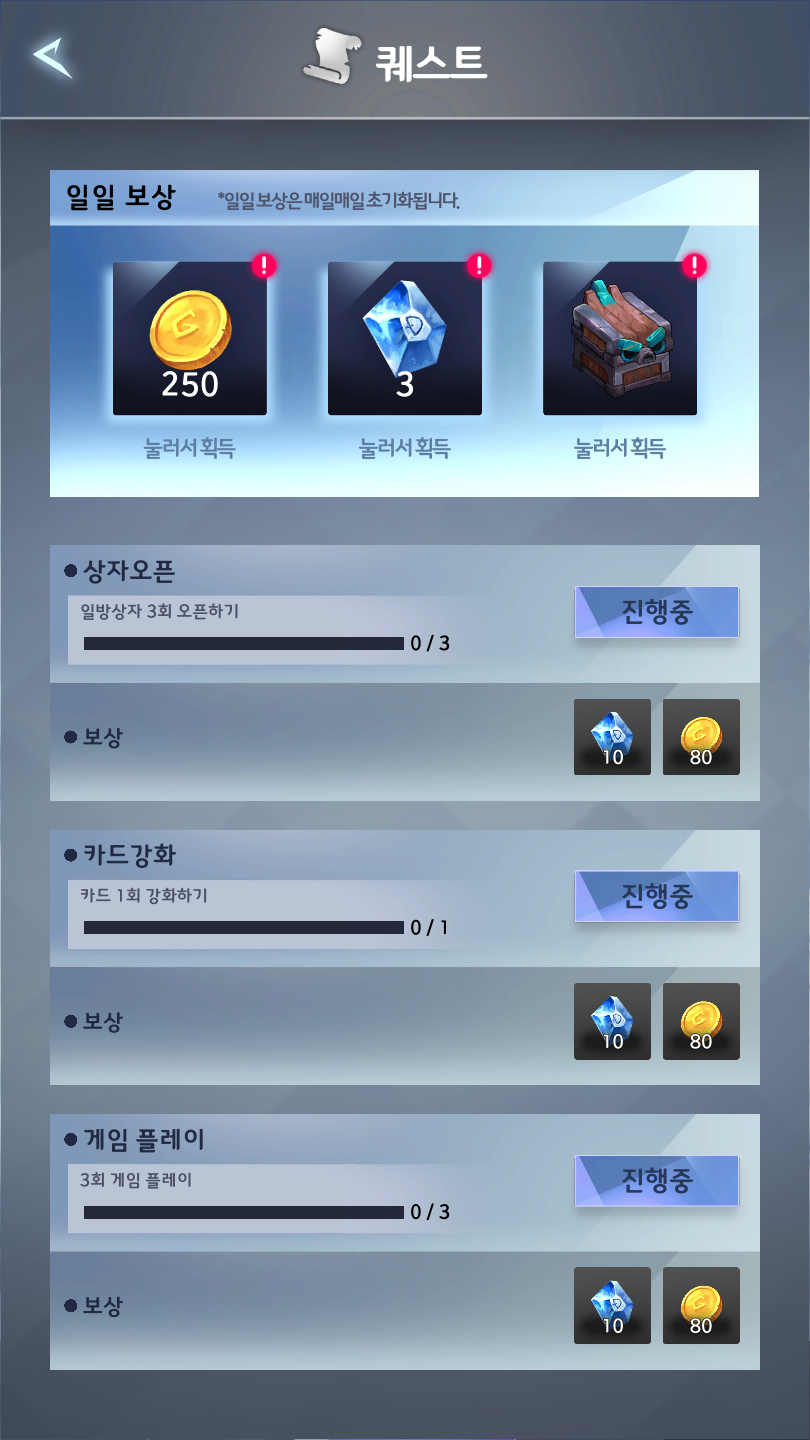 퀘스트
일일 보상 *일일 보상은 매일매일 초기화됩니다.
250 3
눌러서 획득 눌러서 획득 눌러서 획득
상자오픈
일방상자 3회 오픈하기
0 / 3
진행중
보상
10 80
카드강화
카드 1회 강화하기
0 / 1
진행중
보상
10 80
게임 플레이
3회 게임 플레이
0 / 3
진행중
보상
10 80